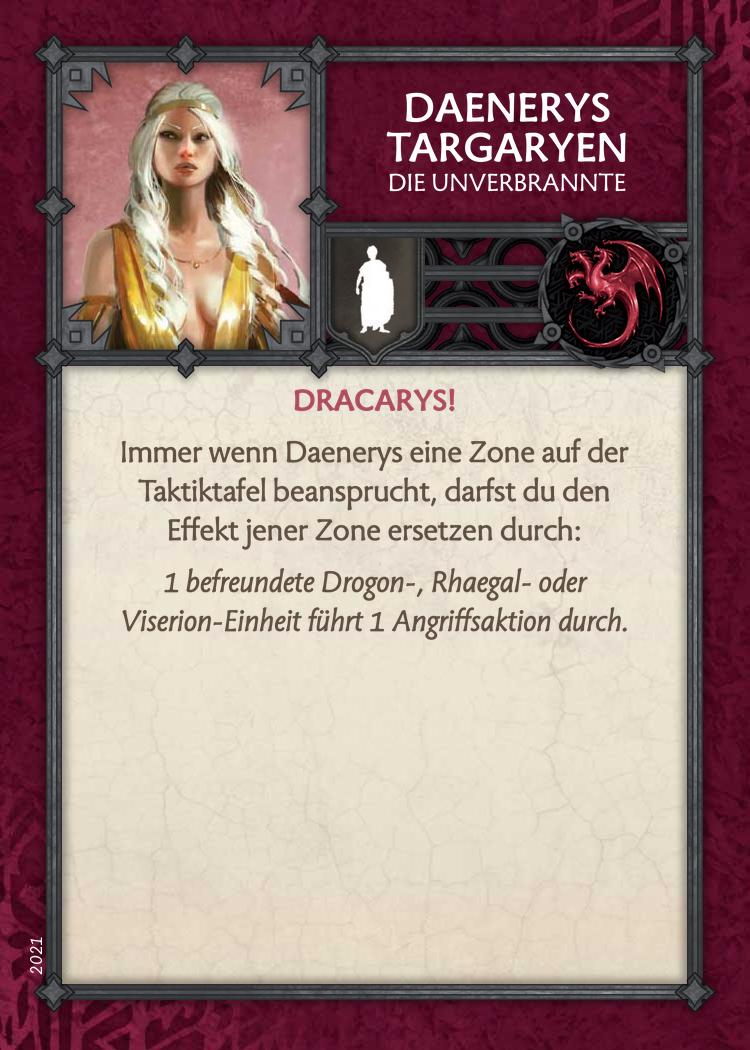 DAENERYS
TARGARYEN
DIE UNVERBRANNTE
DRACARYS!
Immer wenn Daenerys eine Zone auf der
Taktiktafel beansprucht, darfst du den
Effekt jener Zone ersetzen durch:
1 befreundete Drogon-, Rhaegal- oder
Viserion-Einheit führt 1 Angriffsaktion durch.
2021